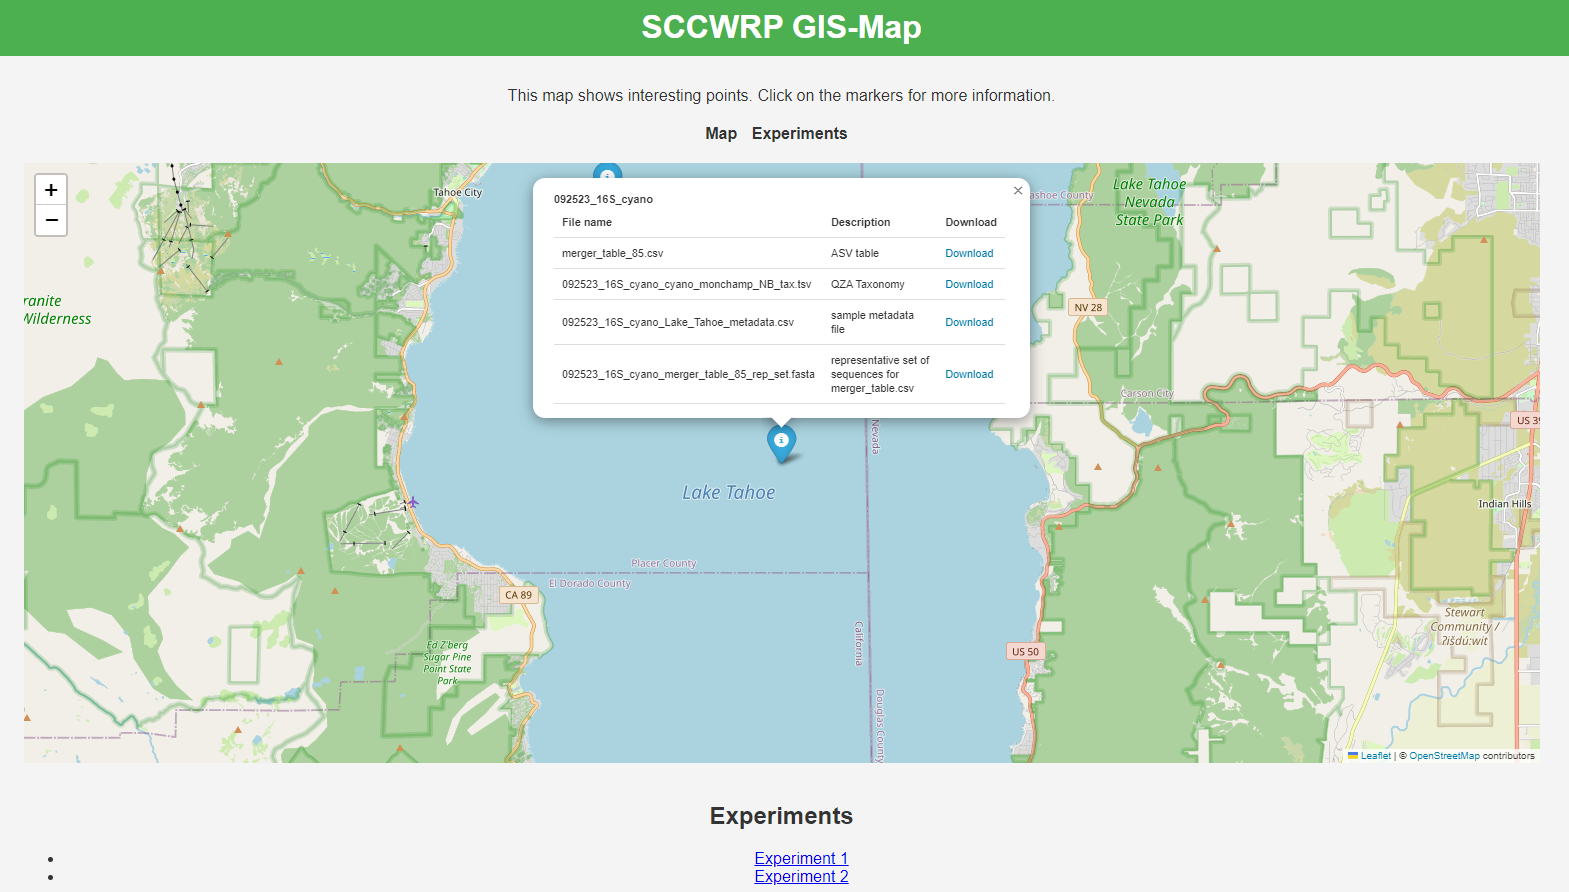 SCCWRP GIS-Map
This map shows interesting points. Click on the markers for more information.
Map Experiments
+
−
Tahoe City
ranite
Wilderness
092523_16S_cyano
×
File name Description Download
merger_table_85.csv ASV table Download
092523_16S_cyano_cyano_monchamp_NB_tax.tsv QZA Taxonomy Download
092523_16S_cyano_Lake_Tahoe_metadata.csv sample metadata
file Download
092523_16S_cyano_merger_table_85_rep_set.fasta representative set of
sequences for
merger_table.csv Download
ashoe County
Lake Tahoe
Nevada
State Park
NV 28
Carson City
US 39
Nevada
Lake Tahoe
Indian Hills
Placer County
El Dorado County
CA 89
Stewart
Community /
ʔišdú:wit
California
US 50
Ed Z'berg
Sugar Pine
Point State
Park
Douglas County
Leaflet | © OpenStreetMap contributors
Experiments
• Experiment 1
• Experiment 2